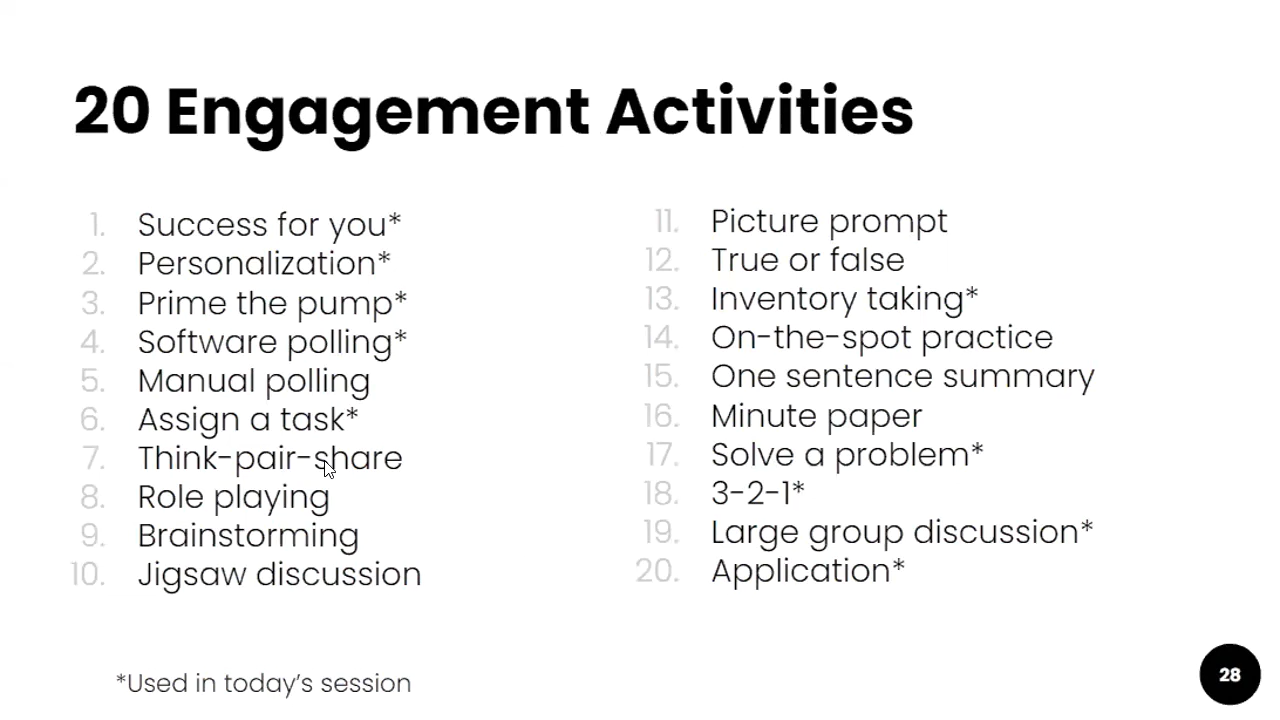 20 Engagement Activities
1. Success for you*
2. Personalization*
3. Prime the pump*
4. Software polling*
5. Manual polling
6. Assign a task*
7. Think-pair-share
8. Role playing
9. Brainstorming
10. Jigsaw discussion
11. Picture prompt
12. True or false
13. Inventory taking*
14. On-the-spot practice
15. One sentence summary
16. Minute paper
17. Solve a problem*
18. 3-2-1*
19. Large group discussion*
20. Application*
*Used in today's session
28